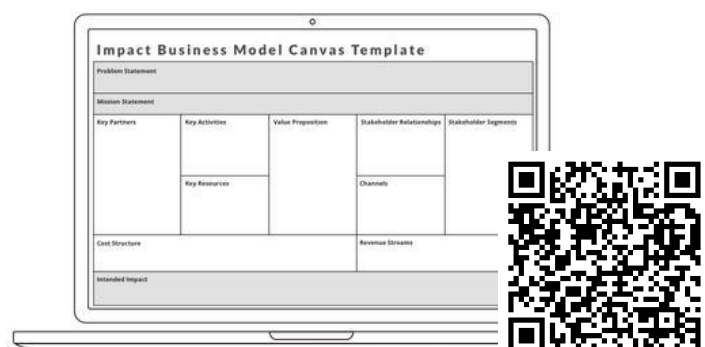 Impact Business Model Canvas Template
Problem Statement
Mission Statement
Key Partners
Key Activities
Value Proposition
Stakeholder Relationships
Stakeholder Segments
Key Resources
Channels
Cost Structure
Revenue Streams
Intended Impact